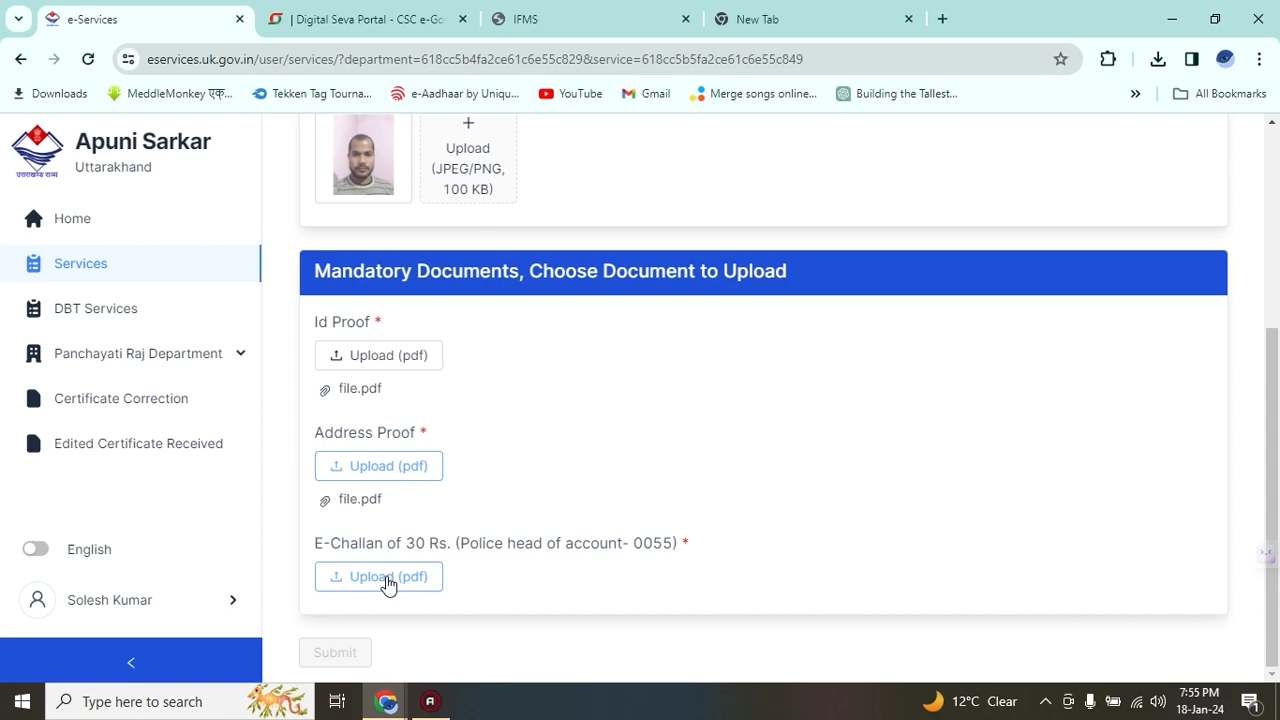 e-Services
| Digital Seva Portal - CSC e-Go
IFMS
New Tab
eservices.uk.gov.in/user/services/?department=618cc5b4fa2ce61c6e55c829&service=618cc5b5fa2ce61c6e55c849
Downloads
MeddleMonkey एक...
Tekken Tag Tourna...
e-Aadhaar by Uniqu...
YouTube
Gmail
Merge songs online...
Building the Tallest...
»
All Bookmarks
Apuni Sarkar
Uttarakhand
उत्तराखण्ड राज्य
Home
Services
DBT Services
Panchayati Raj Department
Certificate Correction
Edited Certificate Received
English
Solesh Kumar
+
Upload
(JPEG/PNG,
100 KB)
Mandatory Documents, Choose Document to Upload
Id Proof *
Upload (pdf)
file.pdf
Address Proof *
Upload (pdf)
file.pdf
E-Challan of 30 Rs. (Police head of account- 0055) *
Upload (pdf)
Submit
Type here to search
12°C Clear
7:55 PM
18-Jan-24
1